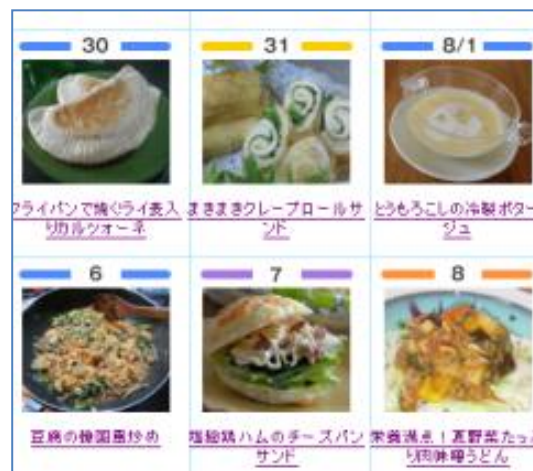 30
31
8/1
フライパンで焼くライ麦入
りカルツォーネ
まきまきクレープロールサ
ンド
とうもろこしの冷製ポター
ジュ
6
7
8
豆腐の韓国風炒め
塩麹鶏ハムのチーズパン
サンド
栄養満点！夏野菜たっぷ
り肉味噌うどん